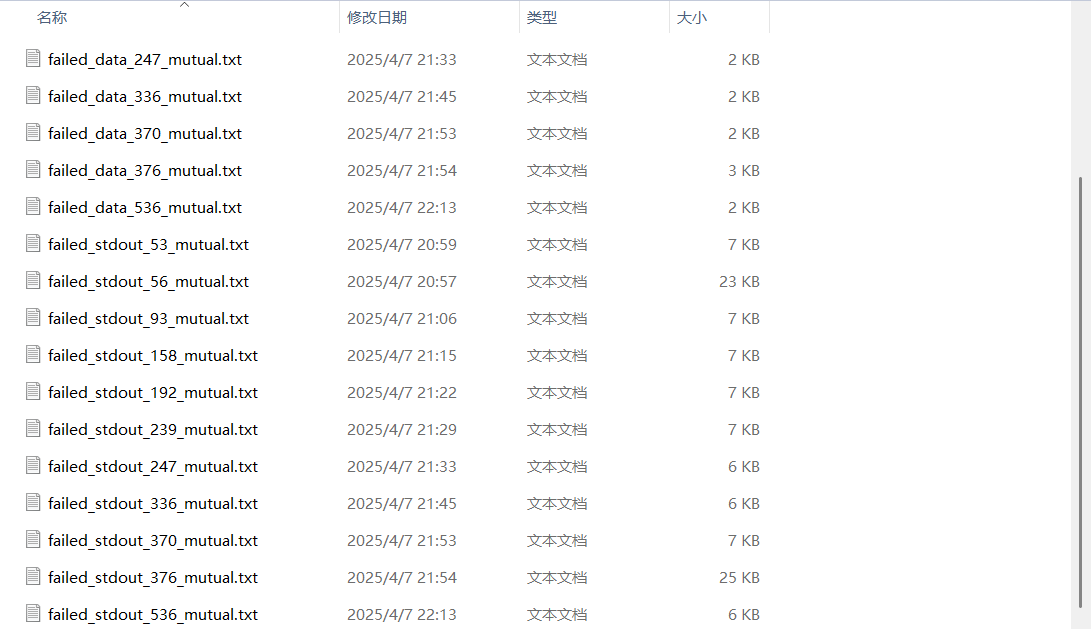 名称 修改日期 类型 大小
failed_data_247_mutual.txt 2025/4/7 21:33 文本文档 2 KB
failed_data_336_mutual.txt 2025/4/7 21:45 文本文档 2 KB
failed_data_370_mutual.txt 2025/4/7 21:53 文本文档 2 KB
failed_data_376_mutual.txt 2025/4/7 21:54 文本文档 3 KB
failed_data_536_mutual.txt 2025/4/7 22:13 文本文档 2 KB
failed_stdout_53_mutual.txt 2025/4/7 20:59 文本文档 7 KB
failed_stdout_56_mutual.txt 2025/4/7 20:57 文本文档 23 KB
failed_stdout_93_mutual.txt 2025/4/7 21:06 文本文档 7 KB
failed_stdout_158_mutual.txt 2025/4/7 21:15 文本文档 7 KB
failed_stdout_192_mutual.txt 2025/4/7 21:22 文本文档 7 KB
failed_stdout_239_mutual.txt 2025/4/7 21:29 文本文档 7 KB
failed_stdout_247_mutual.txt 2025/4/7 21:33 文本文档 6 KB
failed_stdout_336_mutual.txt 2025/4/7 21:45 文本文档 6 KB
failed_stdout_370_mutual.txt 2025/4/7 21:53 文本文档 7 KB
failed_stdout_376_mutual.txt 2025/4/7 21:54 文本文档 25 KB
failed_stdout_536_mutual.txt 2025/4/7 22:13 文本文档 6 KB